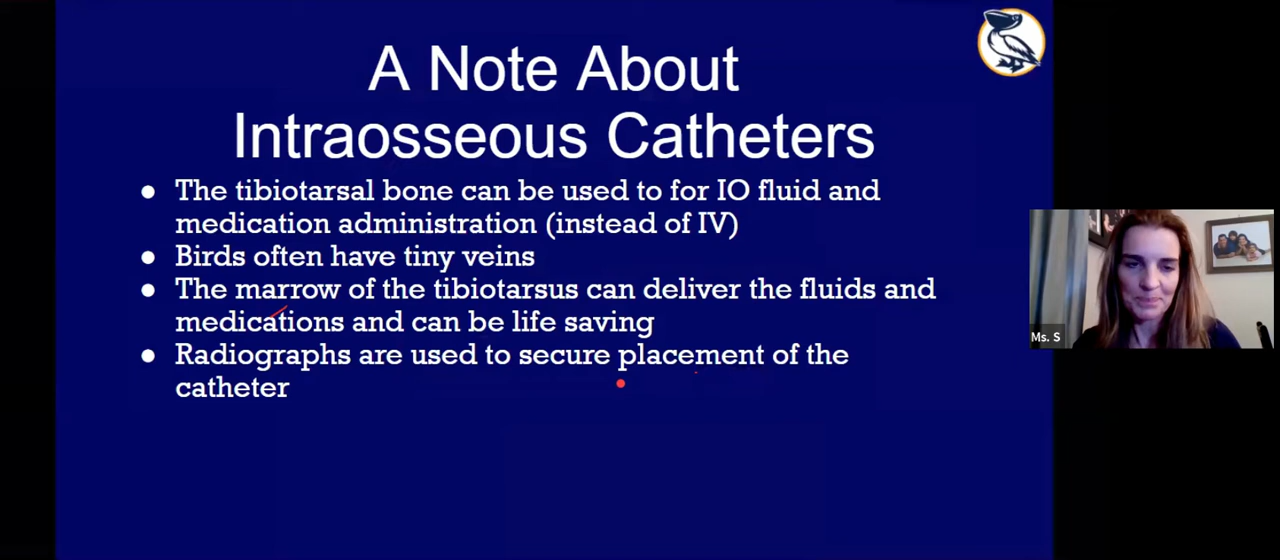 A Note About
Intraosseous Catheters
● The tibiotarsal bone can be used to for IO fluid and
medication administration (instead of IV)
● Birds often have tiny veins
● The marrow of the tibiotarsus can deliver the fluids and
medications and can be life saving
● Radiographs are used to secure placement of the
catheter
Ms. S